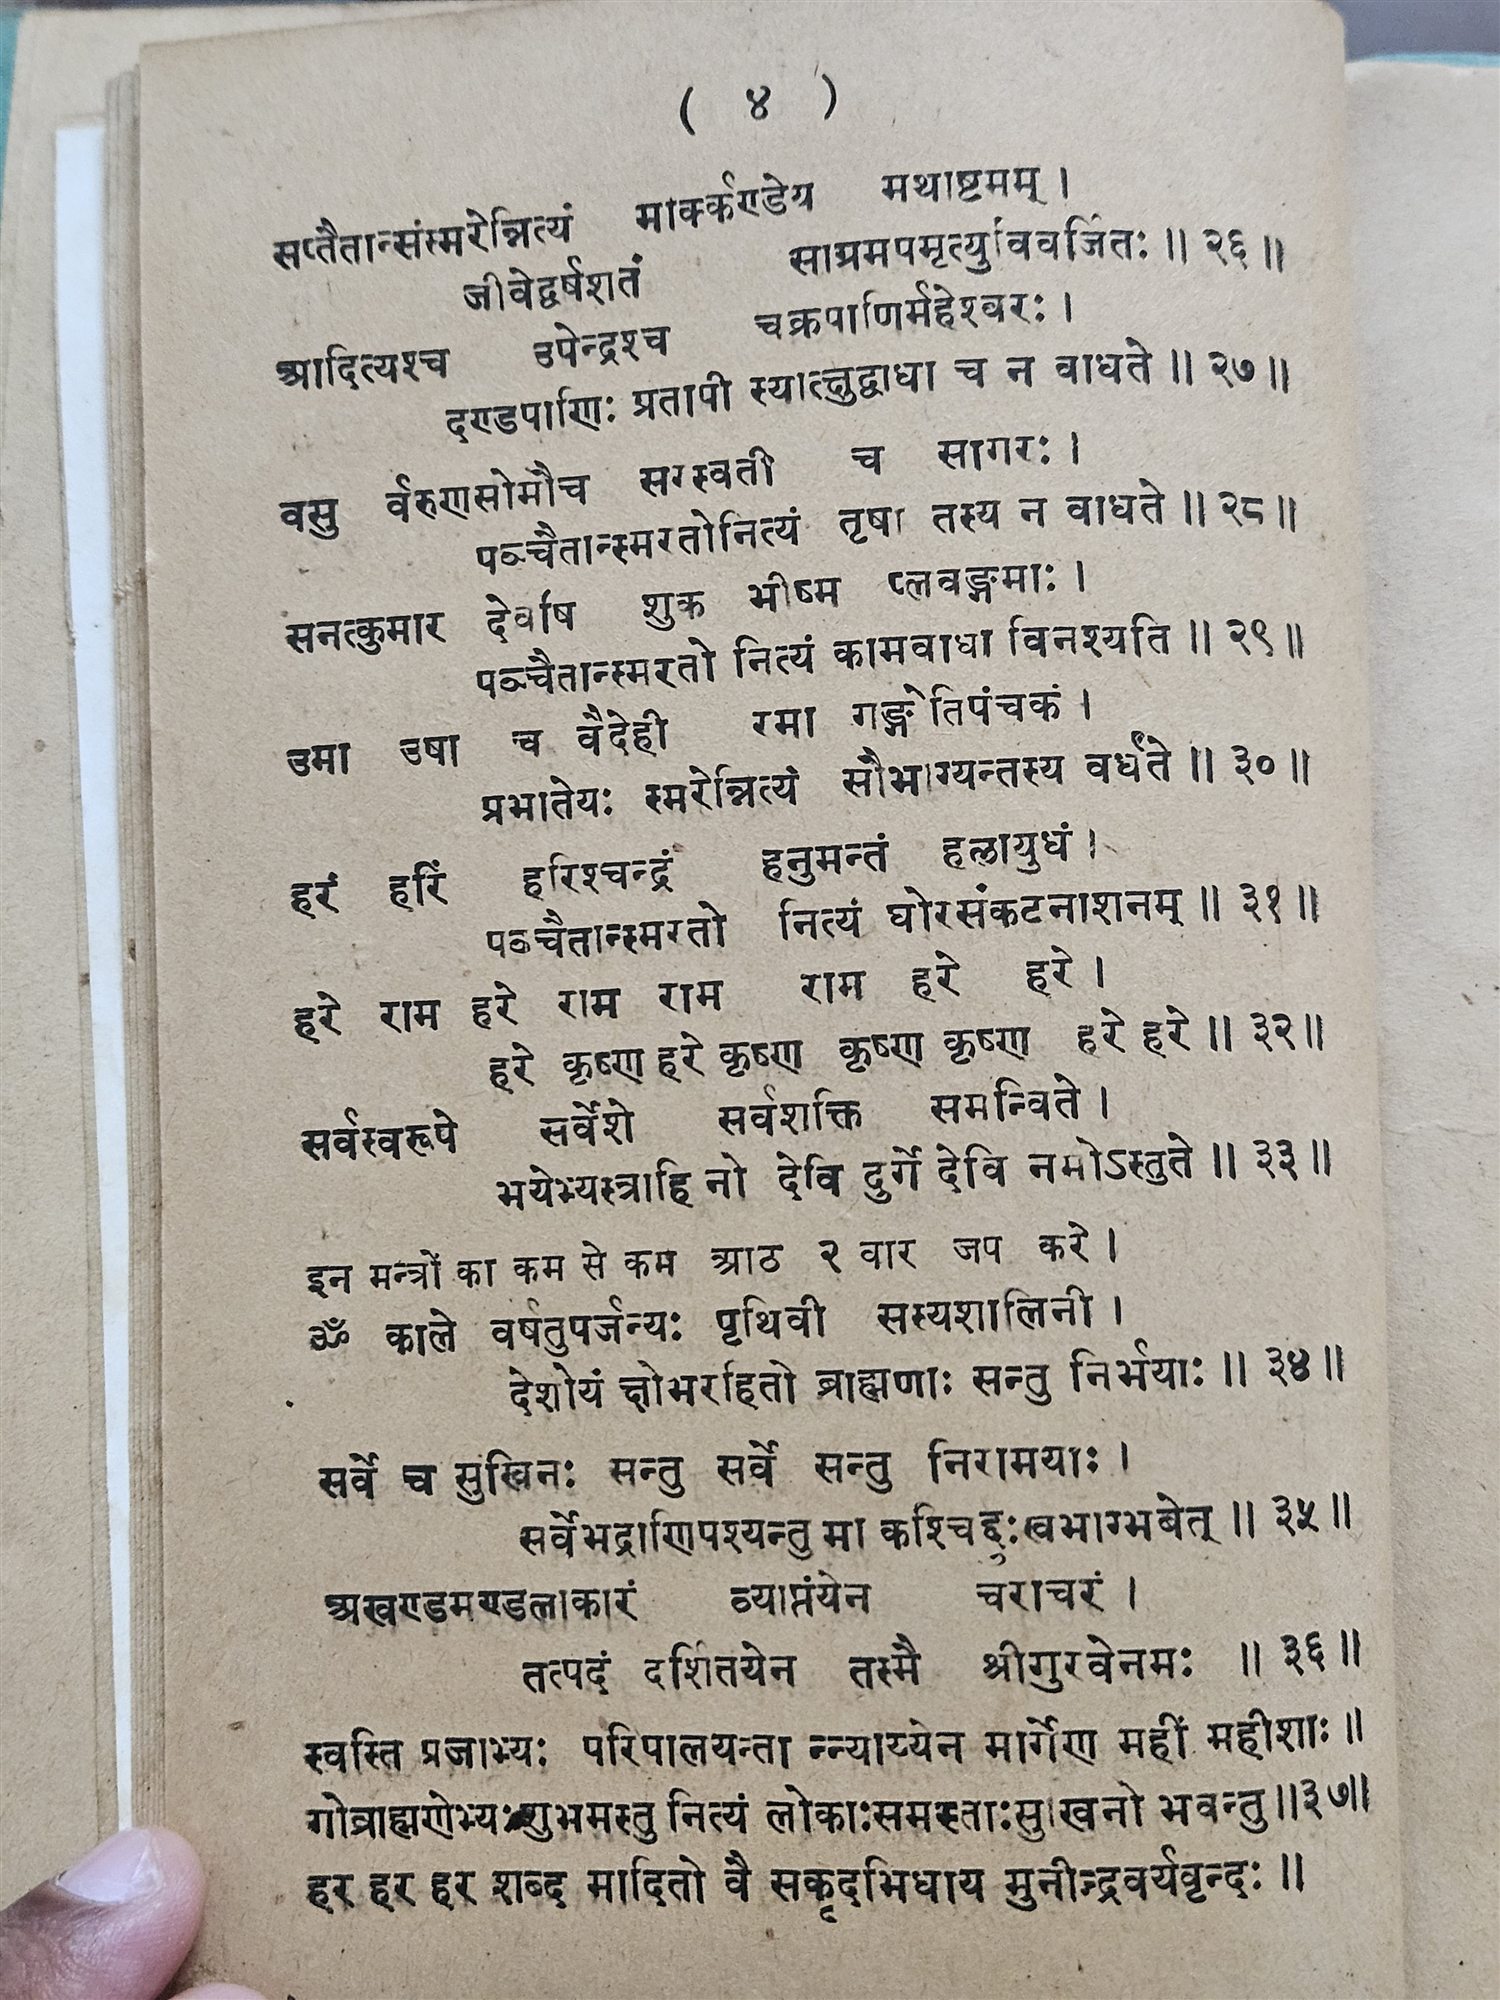 ( ४ )
सप्तैतान्संस्मरेन्नित्यं मार्क्कण्डेय मथाष्टमम् ।
जीवेद्वर्षशतं साग्रमपमृत्युविवर्जितः ॥ २६ ॥
आदित्यश्च उपेन्द्रश्च चक्रपाणिर्महेश्वरः ।
दण्डपाणिः प्रतापी स्यात्क्षुद्वाधा च न वाधते ॥ २७ ॥
वसु र्वरुणसोमौच सरस्वती च सागरः ।
पञ्चैतान्स्मरतोनित्यं तृषा तस्य न वाधते ॥ २८ ॥
सनत्कुमार देवर्षि शुक भीष्म प्लवङ्गमाः ।
पञ्चैतान्स्मरतो नित्यं कामवाधा विनश्यति ॥ २९ ॥
उमा उषा च वैदेही रमा गङ्गेतिपंचकं ।
प्रभातेयः स्मरेन्नित्यं सौभाग्यन्तस्य वर्धते ॥ ३० ॥
हरं हरिं हरिश्चन्द्रं हनुमन्तं हलायुधं ।
पञ्चैतान्स्मरतो नित्यं घोरसंकटनाशनम् ॥ ३१ ॥
हरे राम हरे राम राम राम हरे हरे ।
हरे कृष्ण हरे कृष्ण कृष्ण कृष्ण हरे हरे ॥ ३२ ॥
सर्वस्वरूपे सर्वेशे सर्वशक्ति समन्विते ।
भयेभ्यस्त्राहि नो देवि दुर्गे देवि नमोऽस्तुते ॥ ३३ ॥
इन मन्त्रों का कम से कम आठ २ वार जप करे ।
ॐ काले वर्षतुपर्जन्यः पृथिवी सस्यशालिनी ।
देशोयं क्षोभरहितो ब्राह्मणाः सन्तु निर्भयाः ॥ ३४ ॥
सर्वे च सुखिनः सन्तु सर्वे सन्तु निरामयाः ।
सर्वेभद्राणिपश्यन्तु मा कश्चिद्दुःखभाग्भबेत् ॥ ३५ ॥
अखण्डमण्डलाकारं व्याप्तंयेन चराचरं ।
तत्पदं दर्शितयेन तस्मै श्रीगुरवेनमः ॥ ३६ ॥
स्वस्ति प्रजाभ्यः परिपालयन्ता न्न्याय्येन मार्गेण महीं महीशाः ॥
गोब्राह्मणेभ्यःशुभमस्तु नित्यं लोकाःसमस्ताःसुखिनो भवन्तु॥३७॥
हर हर हर शब्द मादितो वै सकृदभिधाय मुनीन्द्रवर्यवृन्दः ॥